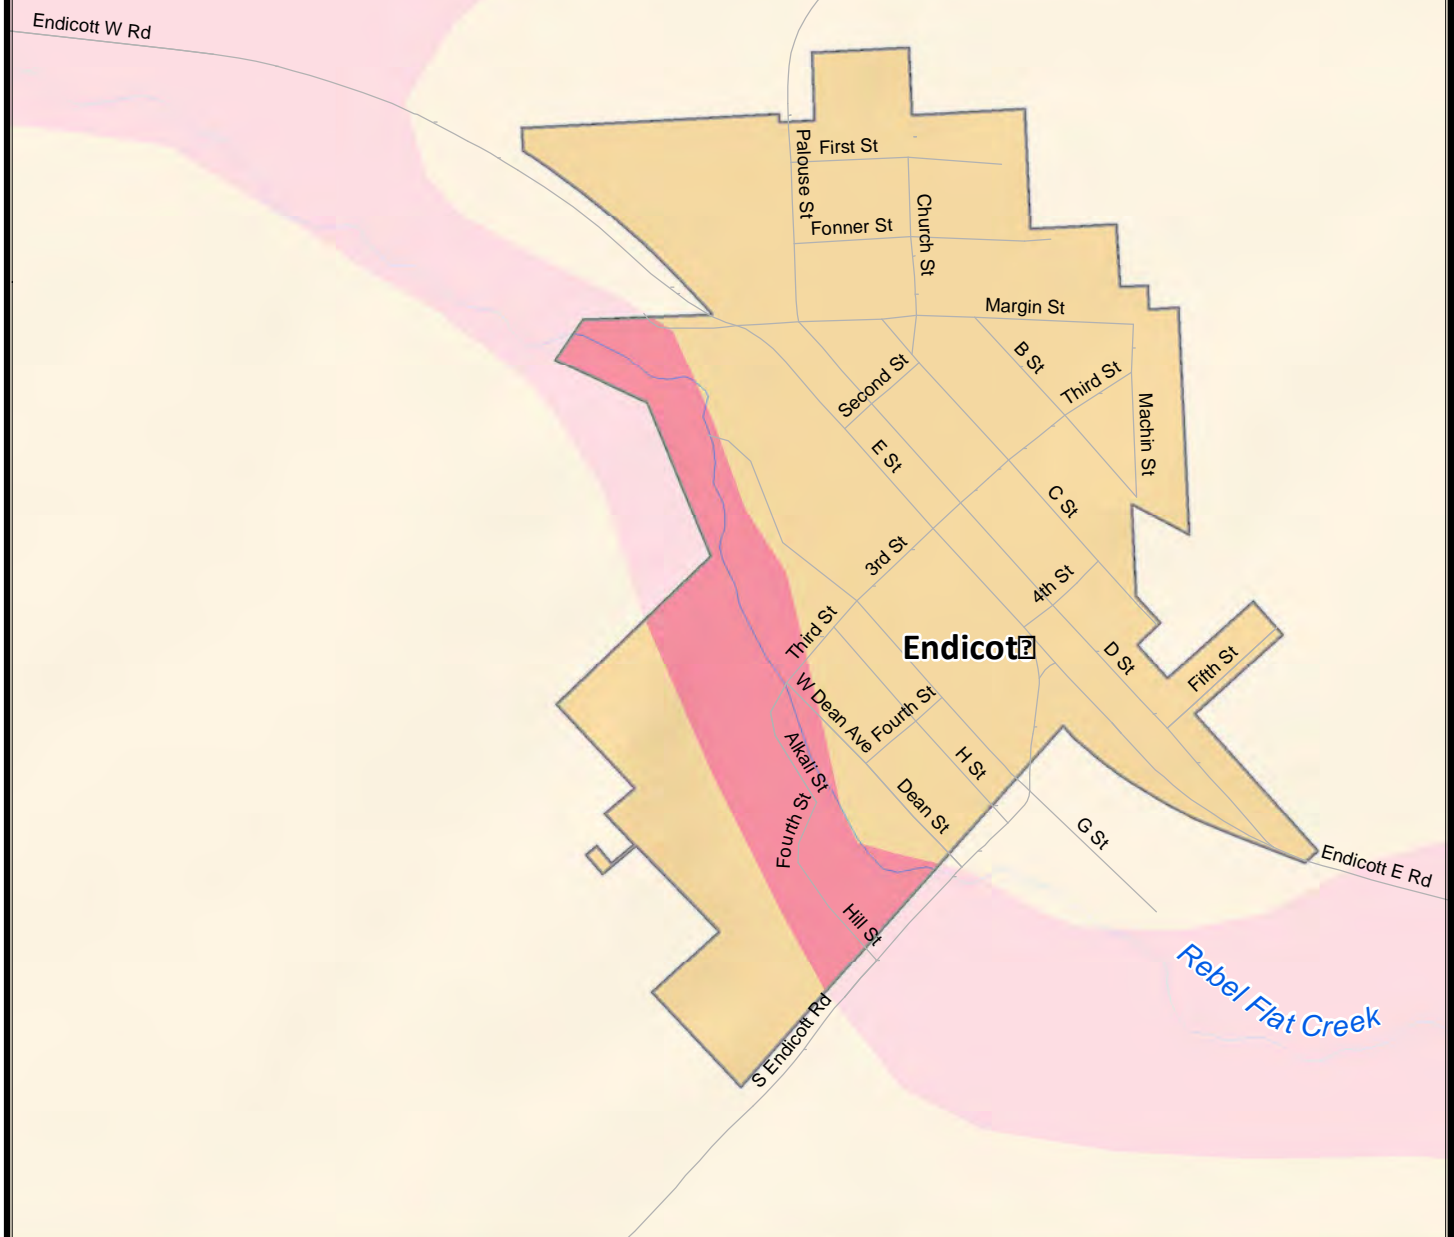 Endicott W Rd
First St
Palouse St
Church St
Fonner St
Margin St
B St
Second St
Third St
Machin St
E St
C St
3rd St
4th St
Third St
Endicot
D St
Fifth St
W Dean Ave
Fourth St
Alkali St
H St
Dean St
Fourth St
G St
Endicott E Rd
Hill St
Rebel Flat Creek
S Endicott Rd